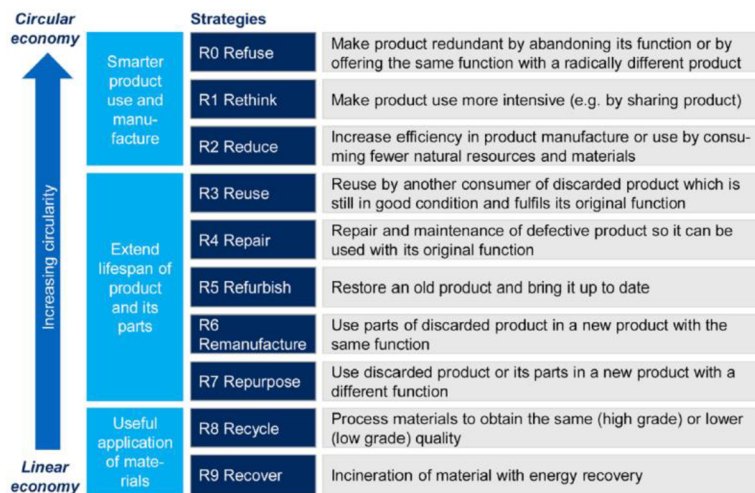 Circular
economy
Strategies
Increasing circularity
Smarter
product
use and
manu-
facture
R0 Refuse
Make product redundant by abandoning its function or by
offering the same function with a radically different product
R1 Rethink
Make product use more intensive (e.g. by sharing product)
R2 Reduce
Increase efficiency in product manufacture or use by consu-
ming fewer natural resources and materials
Extend
lifespan of
product
and its
parts
R3 Reuse
Reuse by another consumer of discarded product which is
still in good condition and fulfils its original function
R4 Repair
Repair and maintenance of defective product so it can be
used with its original function
R5 Refurbish
Restore an old product and bring it up to date
R6
Remanufacture
Use parts of discarded product in a new product with the
same function
R7 Repurpose
Use discarded product or its parts in a new product with a
different function
Useful
application
of mate-
rials
R8 Recycle
Process materials to obtain the same (high grade) or lower
(low grade) quality
R9 Recover
Incineration of material with energy recovery
Linear
economy